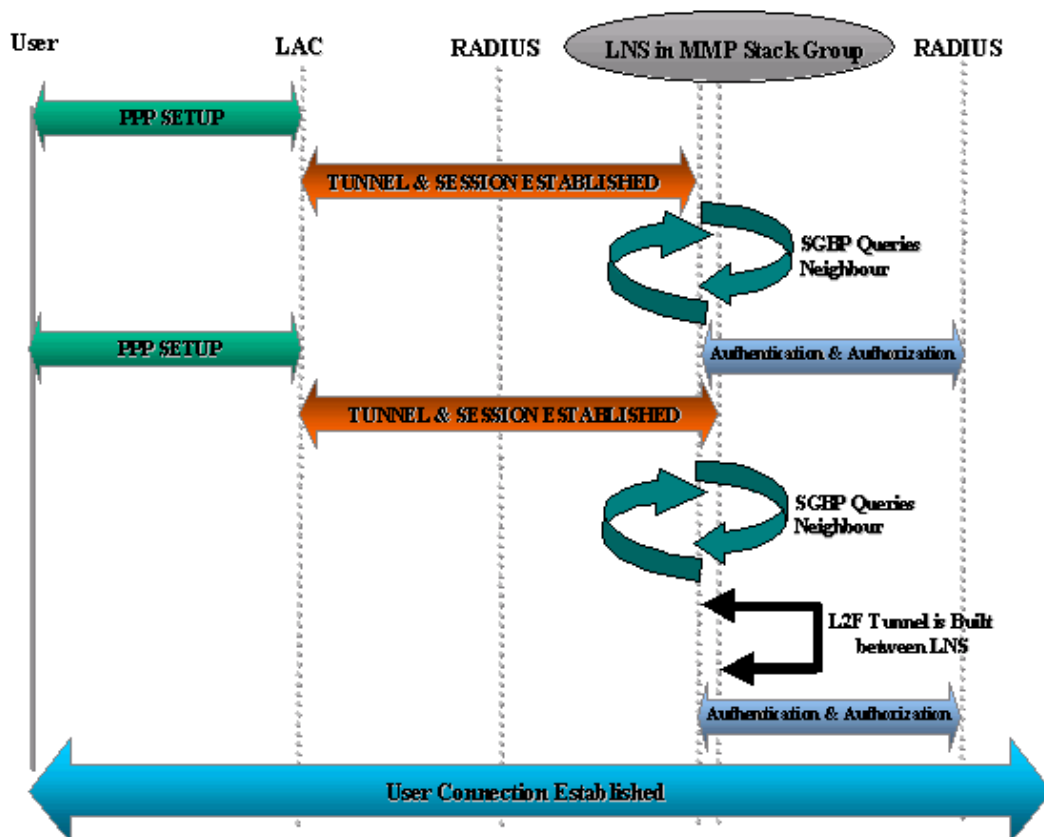 User
LAC
RADIUS
LNS in MMP Stack Group
RADIUS
PPP SETUP
TUNNEL & SESSION ESTABLISHED
SGBP Queries
Neighbour
PPP SETUP
Authentication & Authorization
TUNNEL & SESSION ESTABLISHED
SGBP Queries
Neighbour
L2F Tunnel is Built
between LNS
Authentication & Authorization
User Connection Established